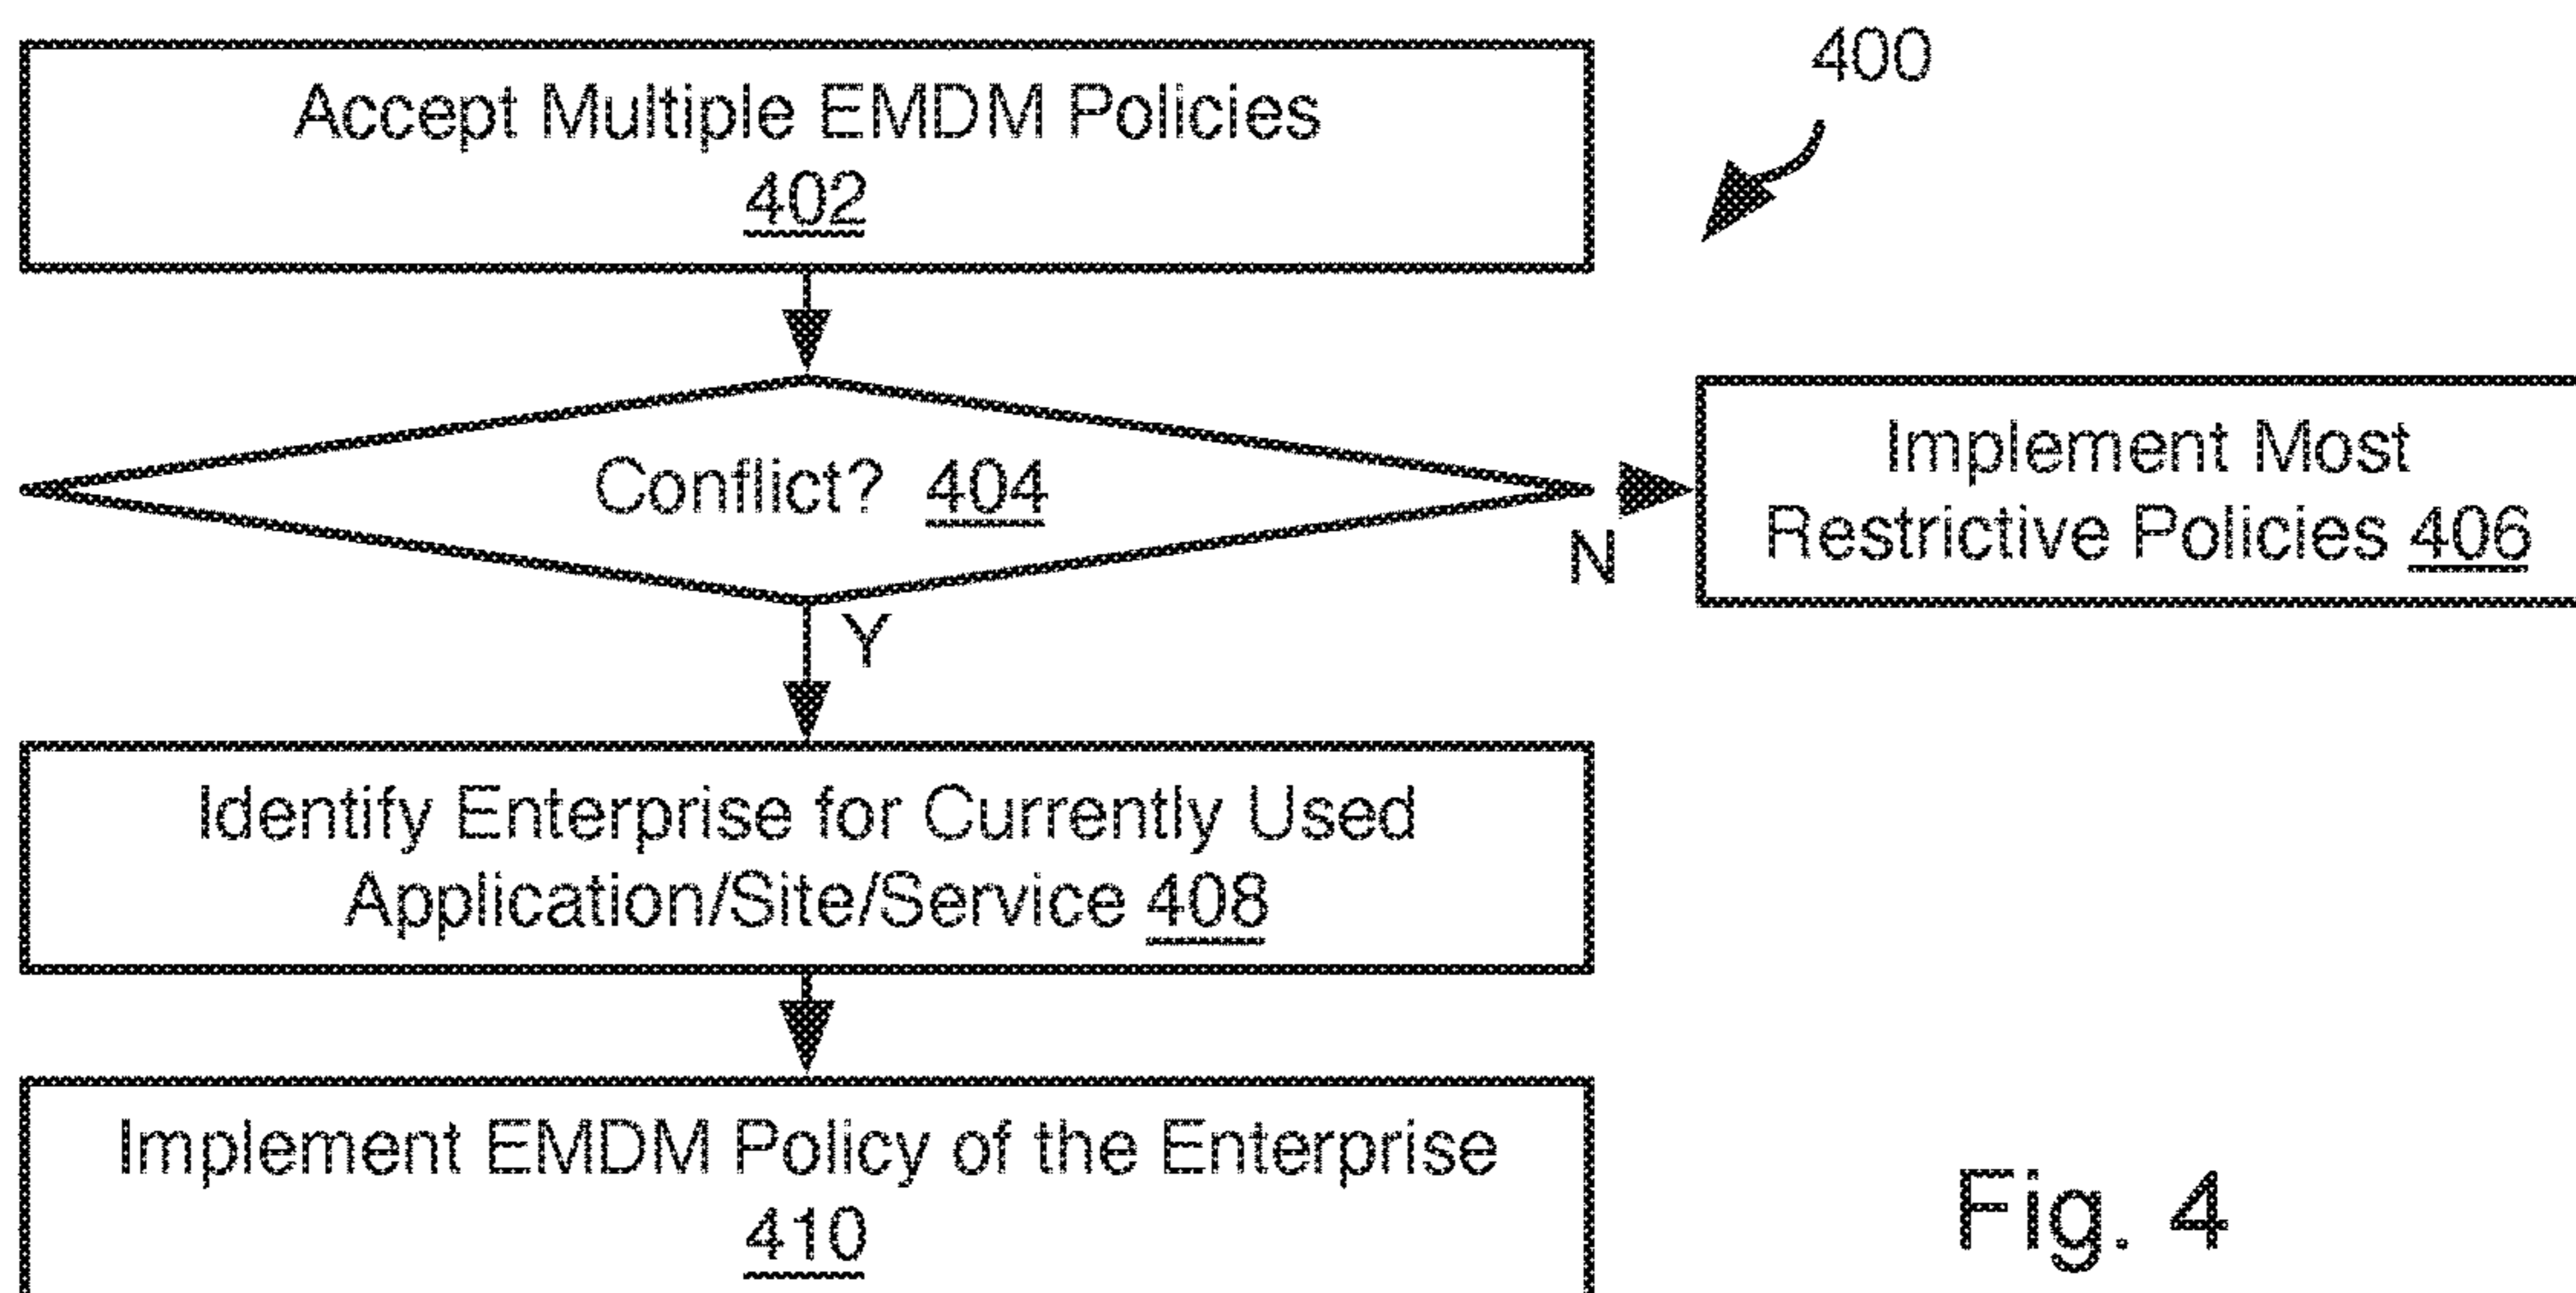 400
Accept Multiple EMDM Policies
402
Conflict? 404
N
Implement Most
Restrictive Policies 406
Y
Identify Enterprise for Currently Used
Application/Site/Service 408
Implement EMDM Policy of the Enterprise
410
Fig. 4